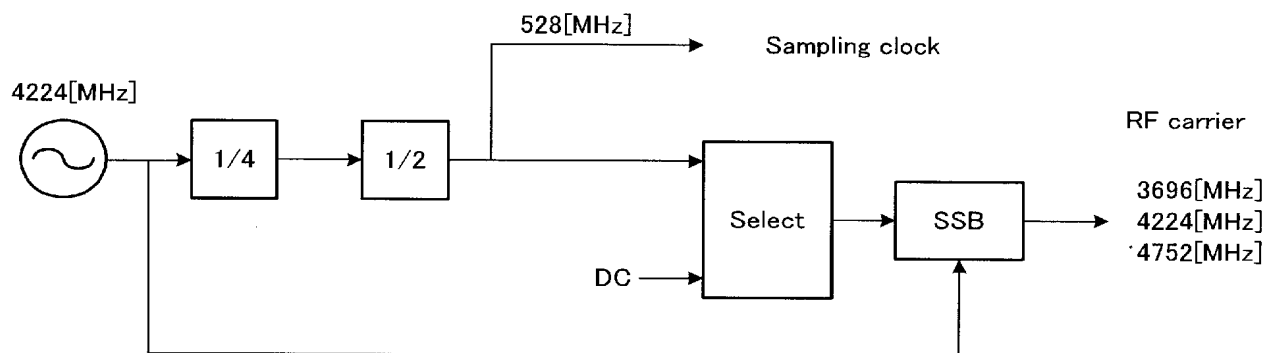 528[MHz]
Sampling clock
4224[MHz]
RF carrier
1/4
1/2
Select
SSB
3696[MHz]
4224[MHz]
4752[MHz]
DC